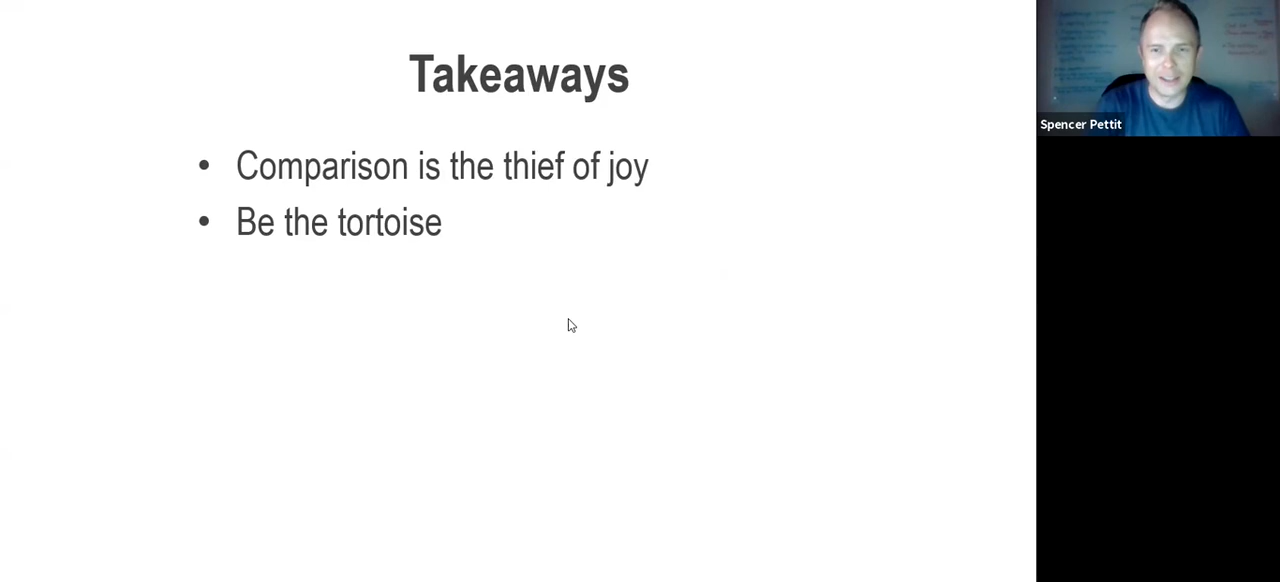 Takeaways
• Comparison is the thief of joy
• Be the tortoise
Spencer Pettit